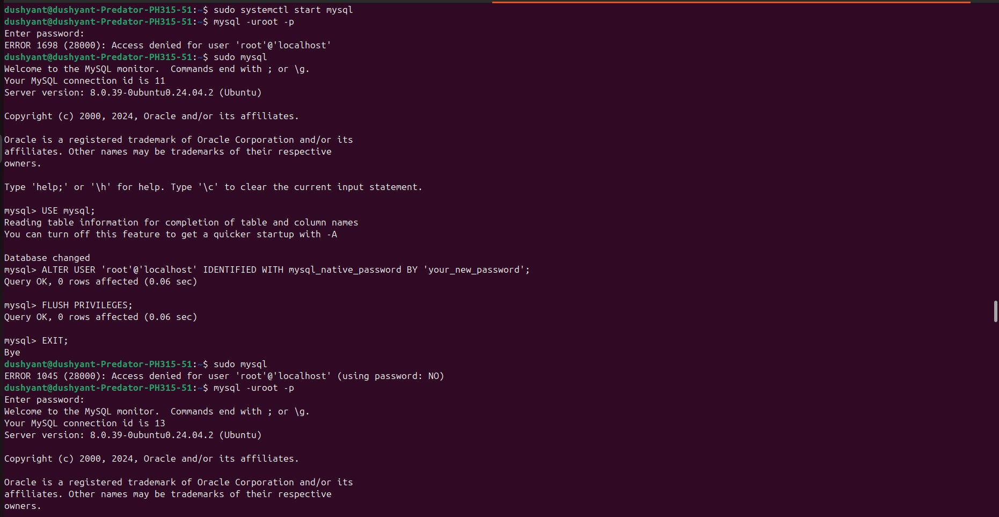 dushyant@dushyant-Predator-PH315-51:~$ sudo systemctl start mysql
dushyant@dushyant-Predator-PH315-51:~$ mysql -uroot -p
Enter password:
ERROR 1698 (28000): Access denied for user 'root'@'localhost'
dushyant@dushyant-Predator-PH315-51:~$ sudo mysql
Welcome to the MySQL monitor.  Commands end with ; or \g.
Your MySQL connection id is 11
Server version: 8.0.39-0ubuntu0.24.04.2 (Ubuntu)

Copyright (c) 2000, 2024, Oracle and/or its affiliates.

Oracle is a registered trademark of Oracle Corporation and/or its
affiliates. Other names may be trademarks of their respective
owners.

Type 'help;' or '\h' for help. Type '\c' to clear the current input statement.

mysql> USE mysql;
Reading table information for completion of table and column names
You can turn off this feature to get a quicker startup with -A

Database changed
mysql> ALTER USER 'root'@'localhost' IDENTIFIED WITH mysql_native_password BY 'your_new_password';
Query OK, 0 rows affected (0.06 sec)

mysql> FLUSH PRIVILEGES;
Query OK, 0 rows affected (0.06 sec)

mysql> EXIT;
Bye
dushyant@dushyant-Predator-PH315-51:~$ sudo mysql
ERROR 1045 (28000): Access denied for user 'root'@'localhost' (using password: NO)
dushyant@dushyant-Predator-PH315-51:~$ mysql -uroot -p
Enter password:
Welcome to the MySQL monitor.  Commands end with ; or \g.
Your MySQL connection id is 13
Server version: 8.0.39-0ubuntu0.24.04.2 (Ubuntu)

Copyright (c) 2000, 2024, Oracle and/or its affiliates.

Oracle is a registered trademark of Oracle Corporation and/or its
affiliates. Other names may be trademarks of their respective
owners.